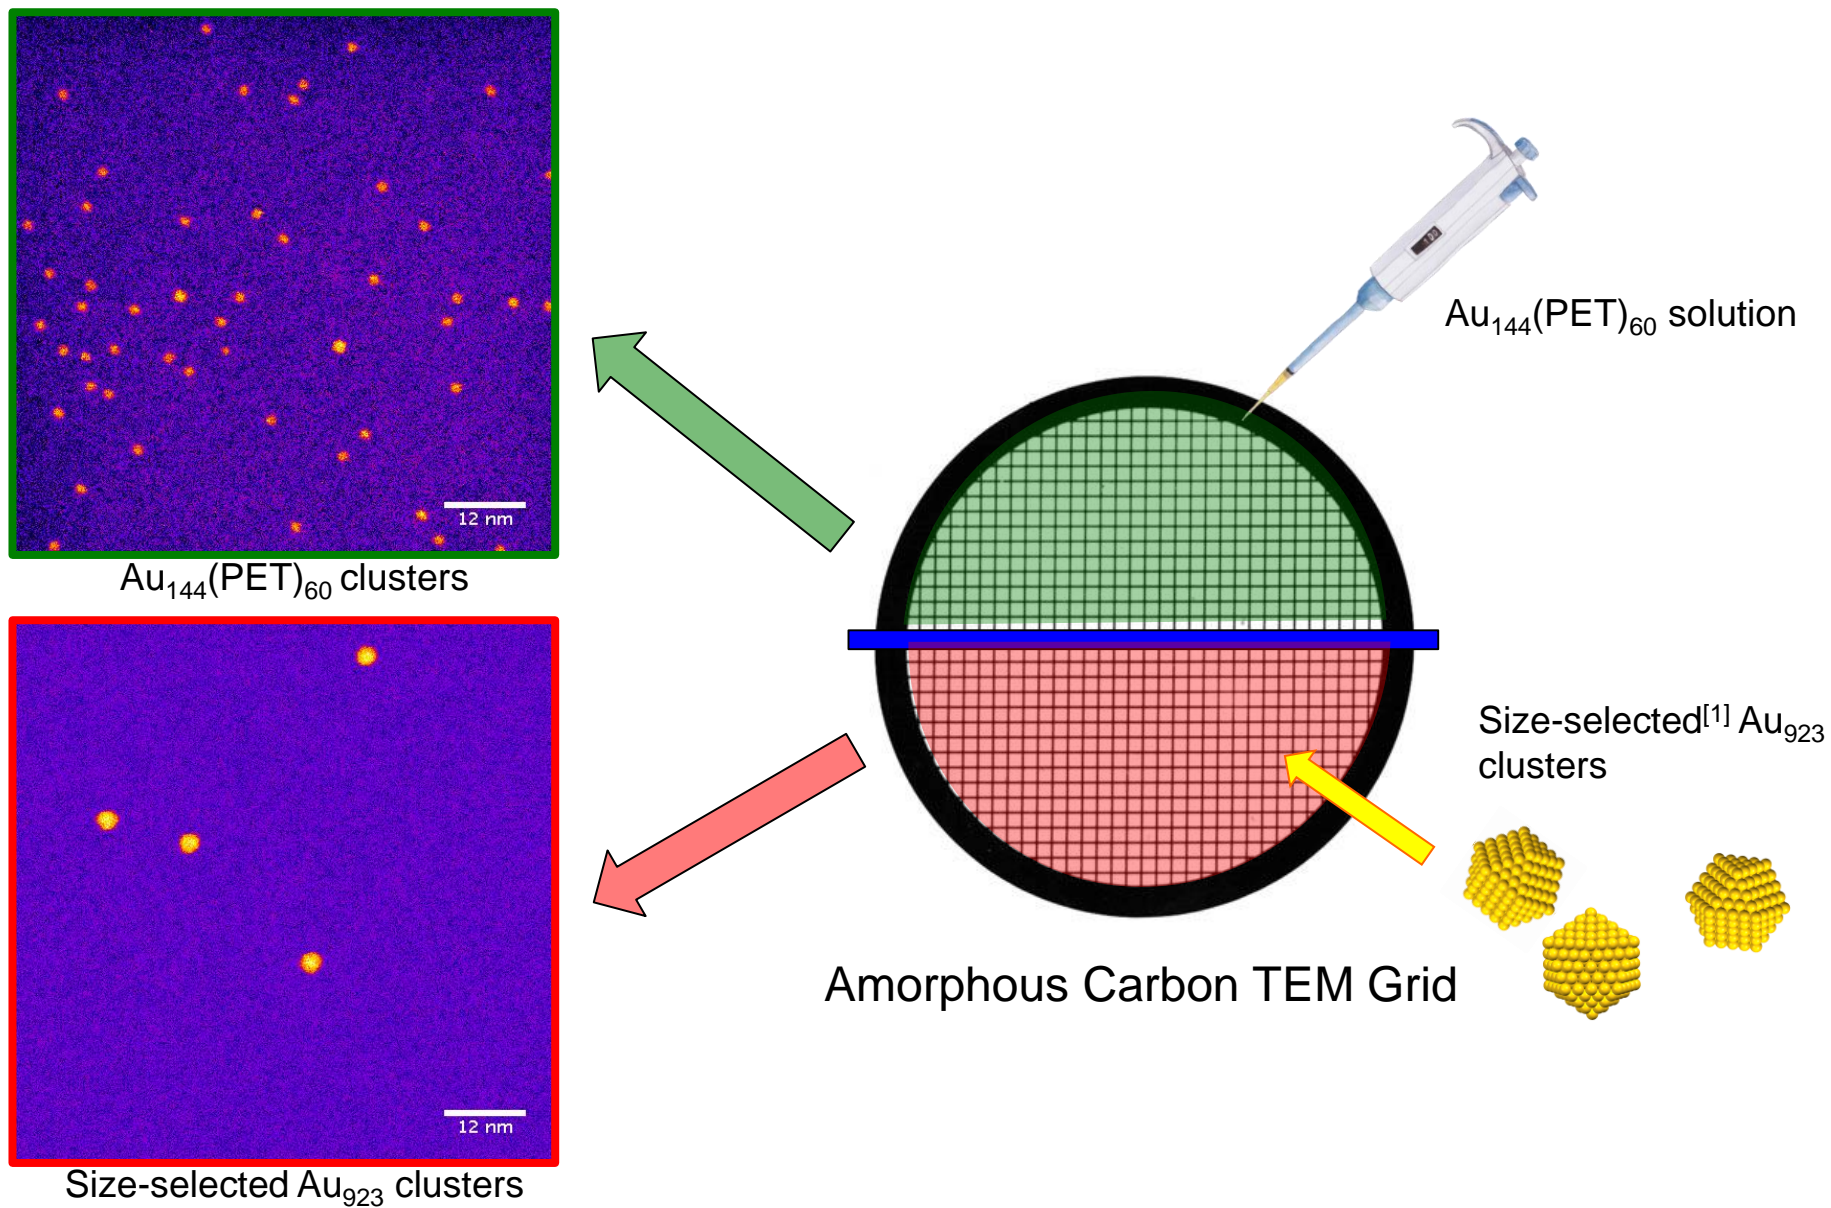 12 nm
Au₁₄₄(PET)₆₀ clusters
12 nm
Size-selected Au₉₂₃ clusters
Au₁₄₄(PET)₆₀ solution
Size-selected[1] Au₉₂₃
clusters
Amorphous Carbon TEM Grid